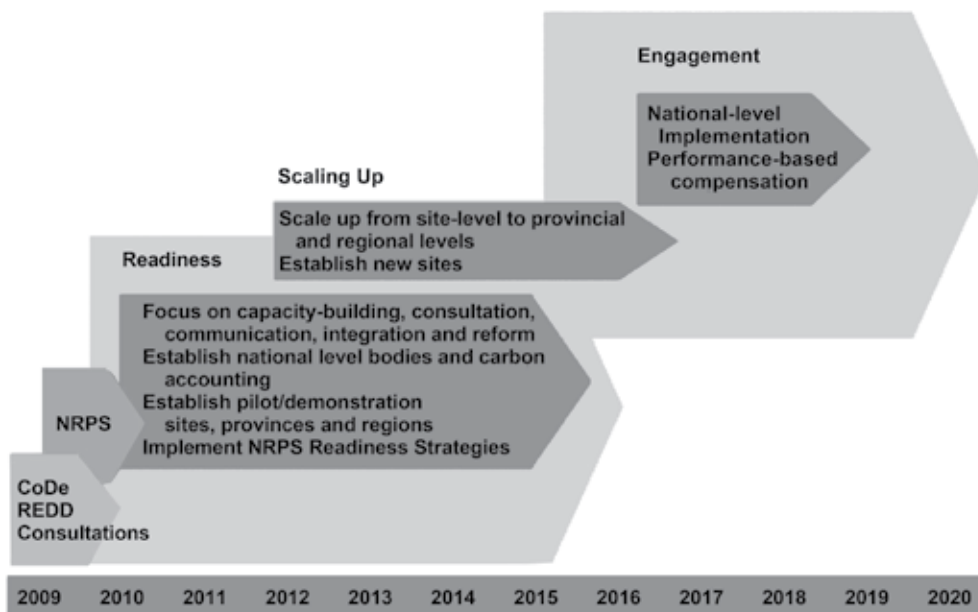 Engagement
National-level
Implementation
Performance-based
compensation
Scaling Up
Scale up from site-level to provincial
and regional levels
Establish new sites
Readiness
Focus on capacity-building, consultation,
communication, integration and reform
Establish national level bodies and carbon
accounting
Establish pilot/demonstration
sites, provinces and regions
Implement NRPS Readiness Strategies
NRPS
CoDe
REDD
Consultations
2009 2010 2011 2012 2013 2014 2015 2016 2017 2018 2019 2020